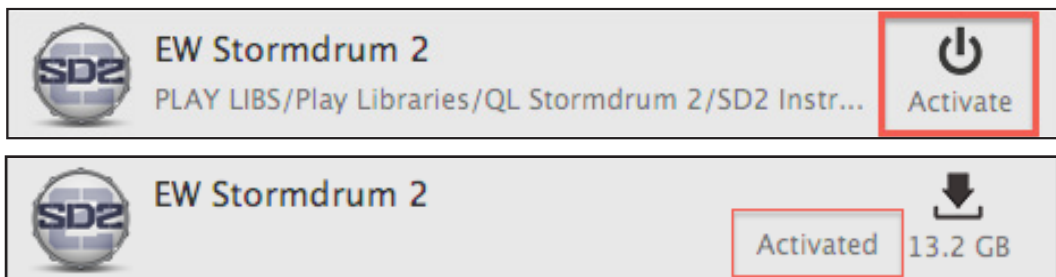 SD2
EW Stormdrum 2
PLAY LIBS/Play Libraries/QL Stormdrum 2/SD2 Instr...
Activate
SD2
EW Stormdrum 2
Activated
13.2 GB